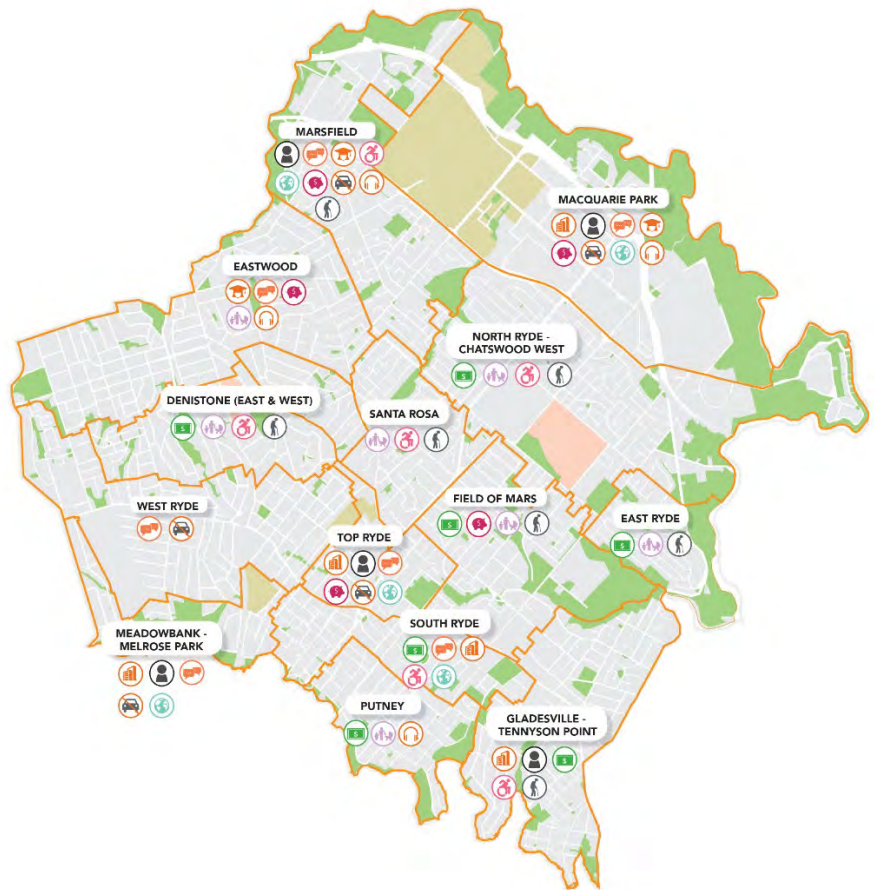 MARSFIELD
MACQUARIE PARK
EASTWOOD
NORTH RYDE -
CHATSWOOD WEST
DENISTONE (EAST & WEST)
SANTA ROSA
WEST RYDE
FIELD OF MARS
EAST RYDE
TOP RYDE
MEADOWBANK -
MELROSE PARK
SOUTH RYDE
PUTNEY
GLADESVILLE -
TENNYSON POINT